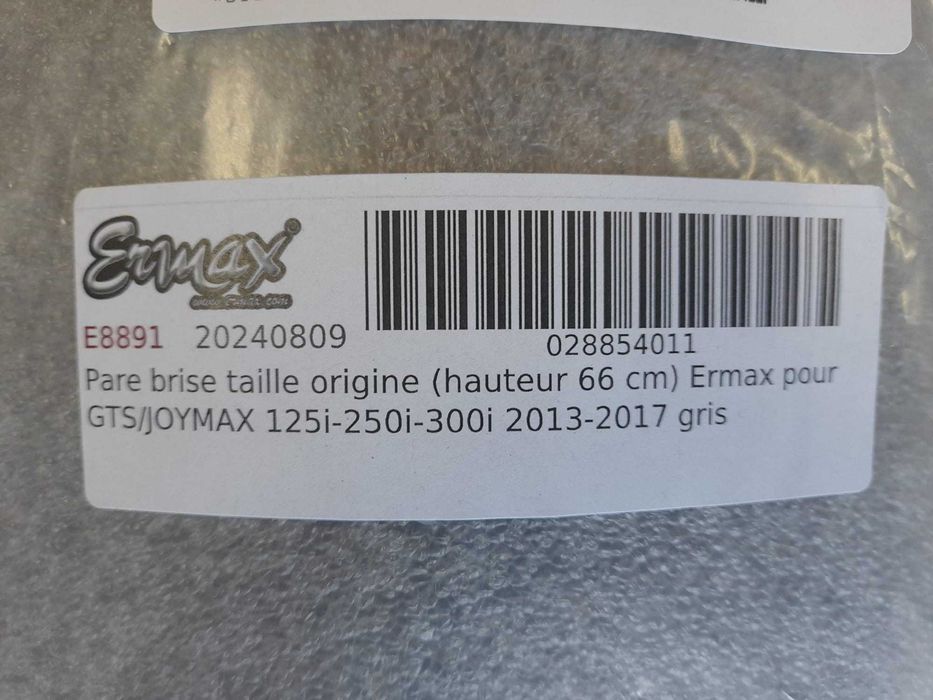 Ermax®
www.ermax.com
E8891 20240809
028854011
Pare brise taille origine (hauteur 66 cm) Ermax pour
GTS/JOYMAX 125i-250i-300i 2013-2017 gris